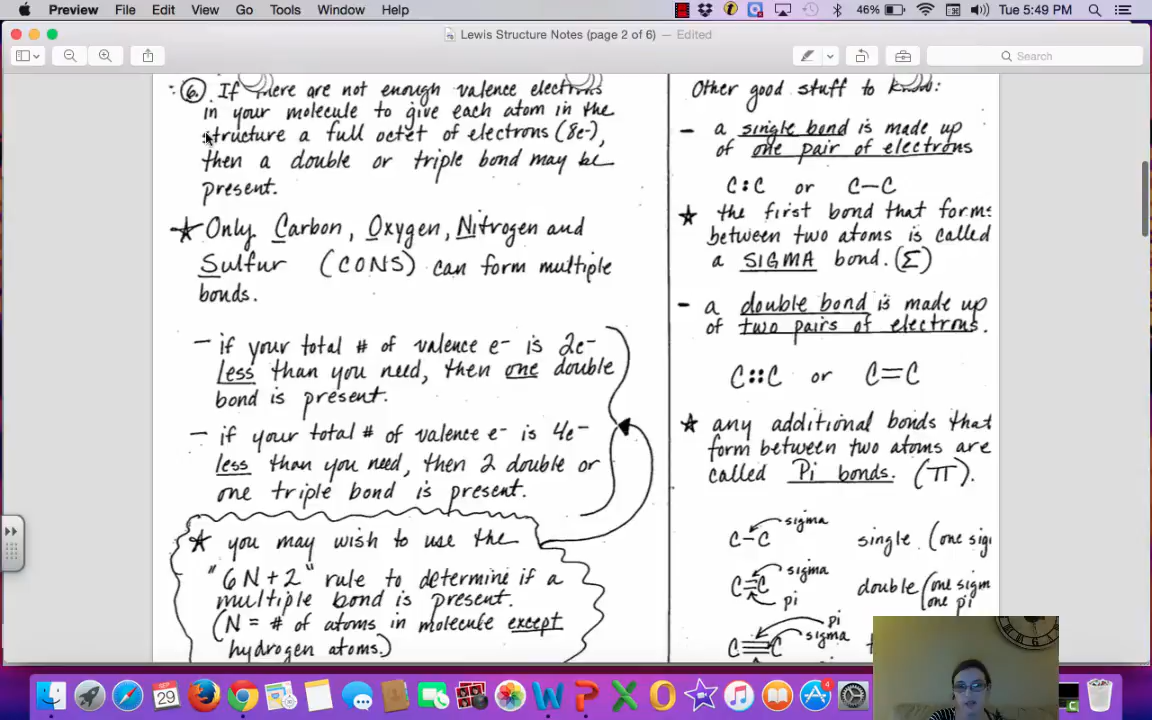 Preview File Edit View Go Tools Window Help
46% Tue 5:49 PM
Lewis Structure Notes (page 2 of 6) — Edited
Search
6. If there are not enough valence electrons
in your molecule to give each atom in the
structure a full octet of electrons (8e-),
then a double or triple bond may be
present.
★ Only Carbon, Oxygen, Nitrogen and
Sulfur (CONS) can form multiple
bonds.
- if your total # of valence e- is 2e-
less than you need, then one double
bond is present.
- if your total # of valence e- is 4e-
less than you need, then 2 double or
one triple bond is present.
★ you may wish to use the
"6N+2" rule to determine if a
multiple bond is present.
(N = # of atoms in molecule except
hydrogen atoms.)
Other good stuff to know:
- a single bond is made up
of one pair of electrons
C:C or C-C
★ the first bond that forms
between two atoms is called
a SIGMA bond. (Σ)
- a double bond is made up
of two pairs of electrons.
C::C or C=C
★ any additional bonds that
form between two atoms are
called Pi bonds. (π).
C-C sigma single (one sig
C=C sigma double (one sigm
pi one pi
C≡C pi
sigma
SEP
29